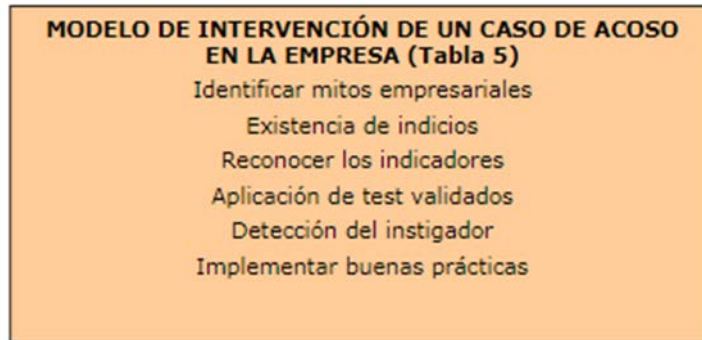 MODELO DE INTERVENCIÓN DE UN CASO DE ACOSO
EN LA EMPRESA (Tabla 5)
Identificar mitos empresariales
Existencia de indicios
Reconocer los indicadores
Aplicación de test validados
Detección del instigador
Implementar buenas prácticas